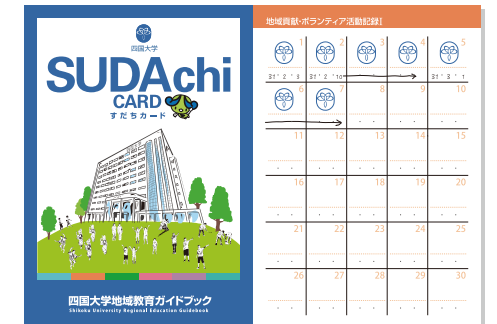 四国大学
SUDAchi
CARD
すだちカード
四国大学地域教育ガイドブック
Shikoku University Regional Education Guidebook
地域貢献・ボランティア活動記録I
1 2 3 4 5
6 7 8 9 10
11 12 13 14 15
16 17 18 19 20
21 22 23 24 25
26 27 28 29 30